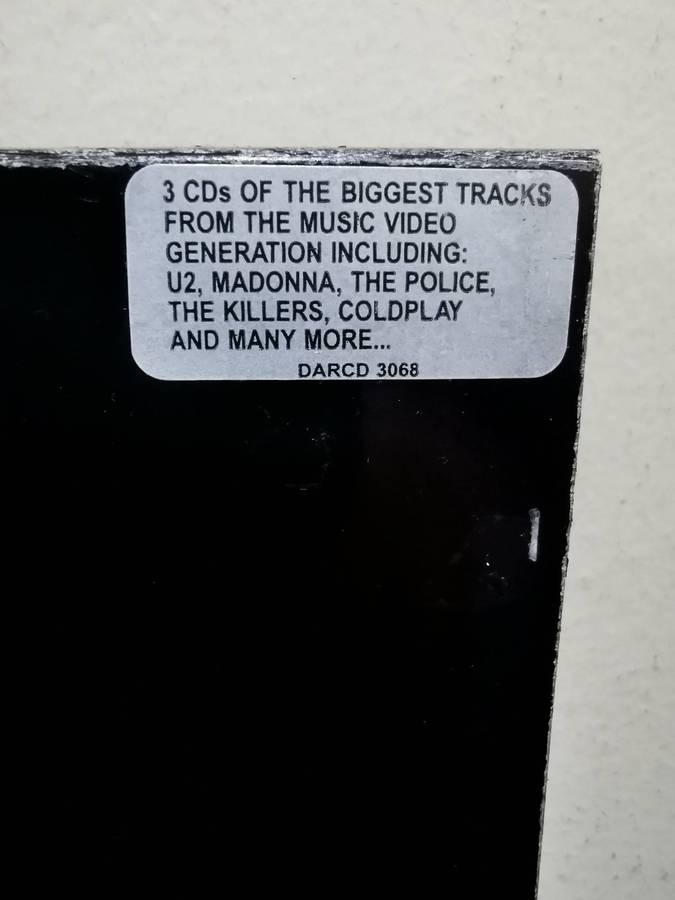 3 CDs OF THE BIGGEST TRACKS
FROM THE MUSIC VIDEO
GENERATION INCLUDING:
U2, MADONNA, THE POLICE,
THE KILLERS, COLDPLAY
AND MANY MORE...
DARCD 3068